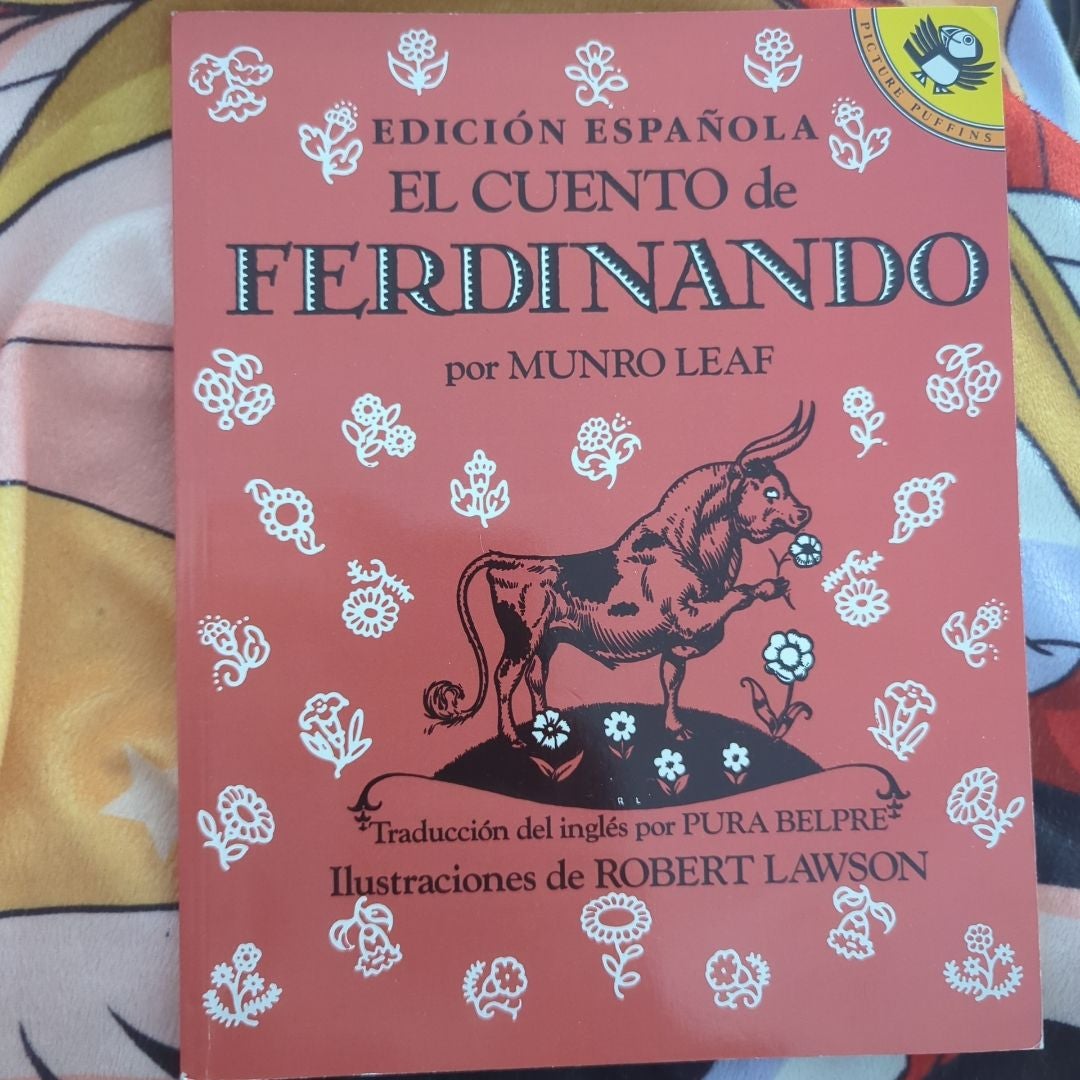 PICTURE PUFFINS
EDICIÓN ESPAÑOLA
EL CUENTO de
FERDINANDO
por MUNRO LEAF
R L
Traducción del inglés por PURA BELPRE
Ilustraciones de ROBERT LAWSON